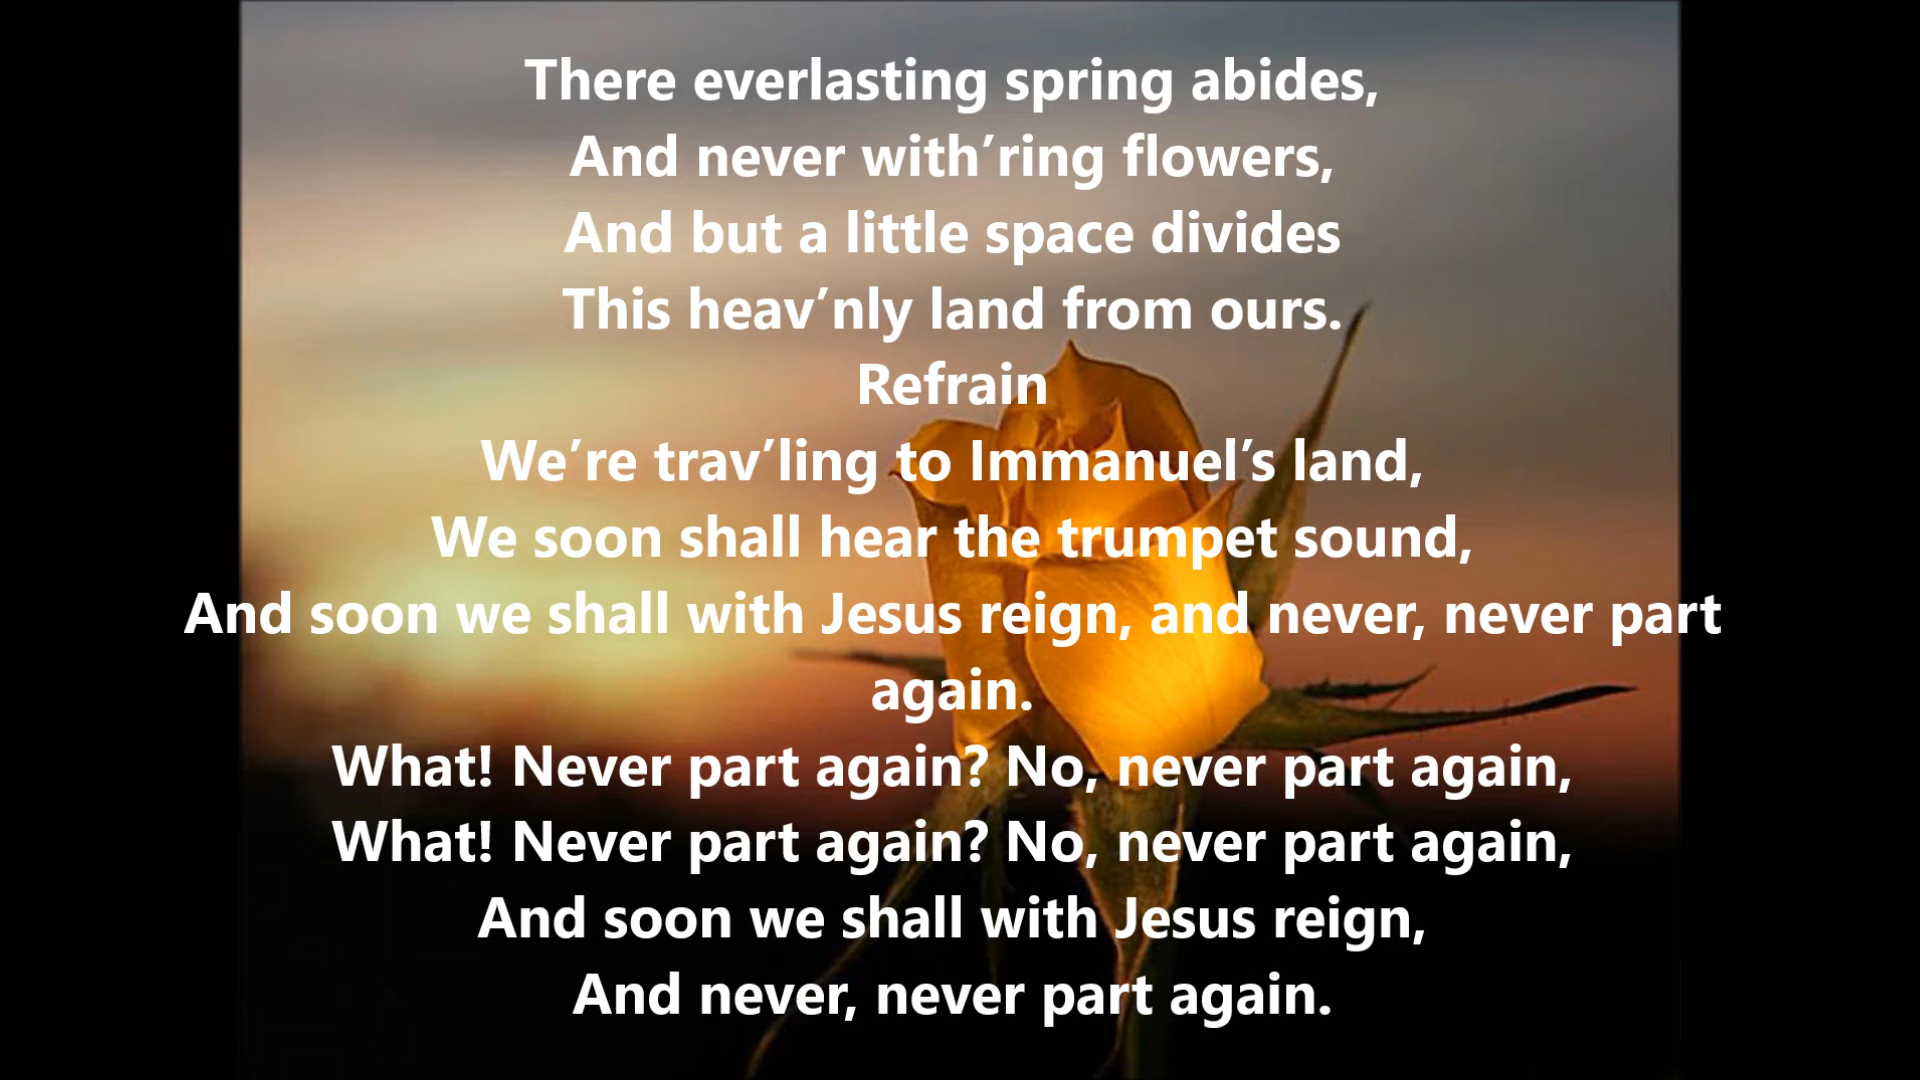 There everlasting spring abides,
And never with’ring flowers,
And but a little space divides
This heav’nly land from ours.
Refrain
We’re trav’ling to Immanuel’s land,
We soon shall hear the trumpet sound,
And soon we shall with Jesus reign, and never, never part
again.
What! Never part again? No, never part again,
What! Never part again? No, never part again,
And soon we shall with Jesus reign,
And never, never part again.